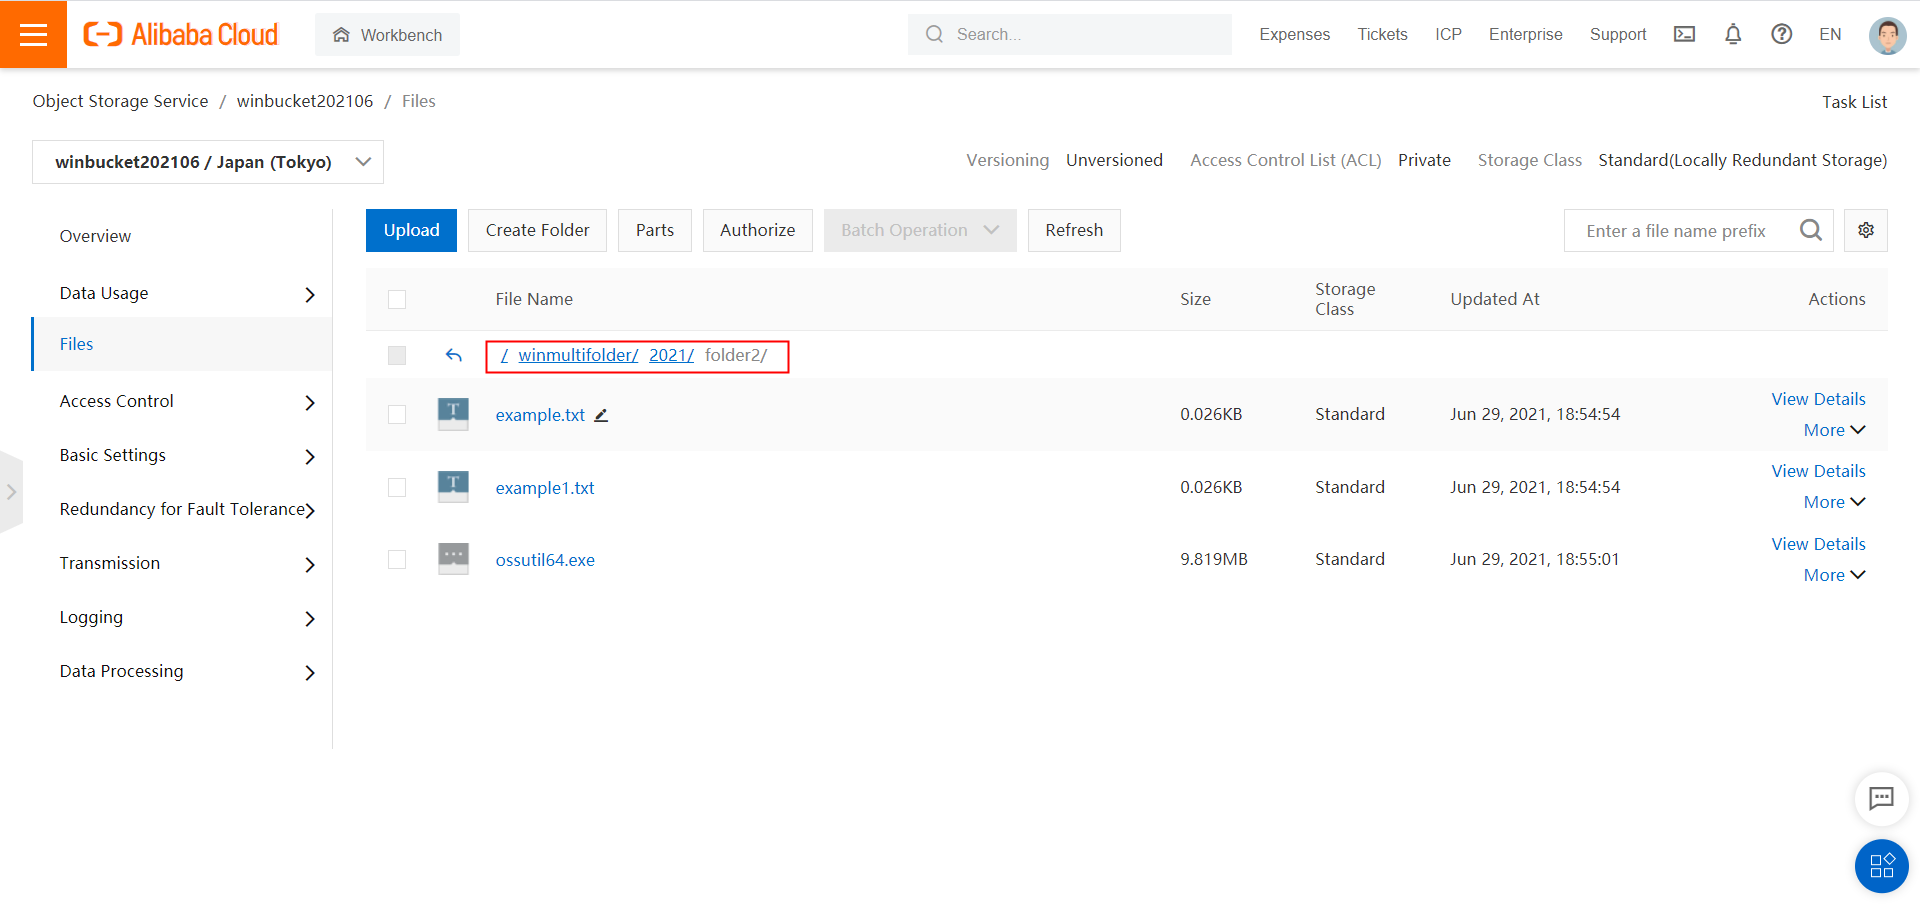 Alibaba Cloud
Workbench
Search...
Expenses
Tickets
ICP
Enterprise
Support
EN
Object Storage Service / winbucket202106 / Files
Task List
winbucket202106 / Japan (Tokyo)
Versioning Unversioned Access Control List (ACL) Private Storage Class Standard(Locally Redundant Storage)
Overview
Data Usage
Files
Access Control
Basic Settings
Redundancy for Fault Tolerance
Transmission
Logging
Data Processing
Upload
Create Folder
Parts
Authorize
Batch Operation
Refresh
Enter a file name prefix
File Name
Size
Storage
Class
Updated At
Actions
/ winmultifolder/ 2021/ folder2/
example.txt
0.026KB
Standard
Jun 29, 2021, 18:54:54
View Details
More
example1.txt
0.026KB
Standard
Jun 29, 2021, 18:54:54
View Details
More
ossutil64.exe
9.819MB
Standard
Jun 29, 2021, 18:55:01
View Details
More